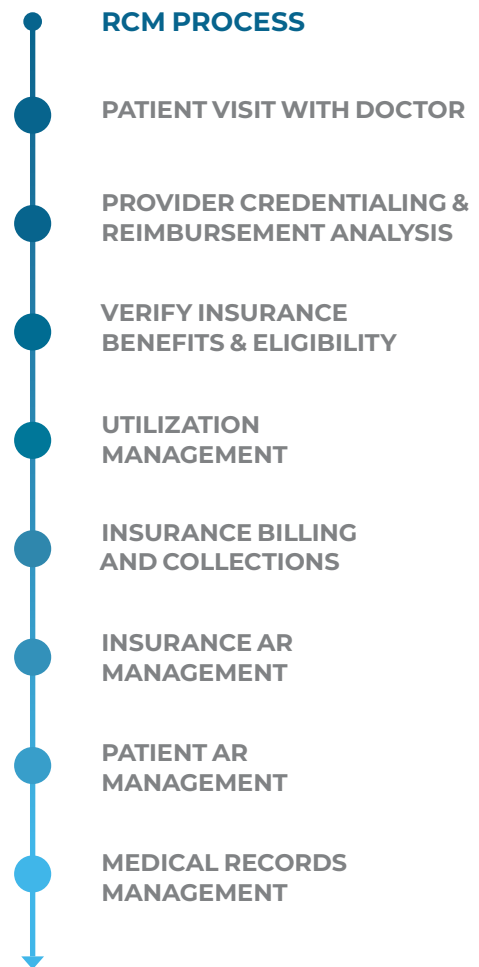 RCM PROCESS
PATIENT VISIT WITH DOCTOR
PROVIDER CREDENTIALING &
REIMBURSEMENT ANALYSIS
VERIFY INSURANCE
BENEFITS & ELIGIBILITY
UTILIZATION
MANAGEMENT
INSURANCE BILLING
AND COLLECTIONS
INSURANCE AR
MANAGEMENT
PATIENT AR
MANAGEMENT
MEDICAL RECORDS
MANAGEMENT